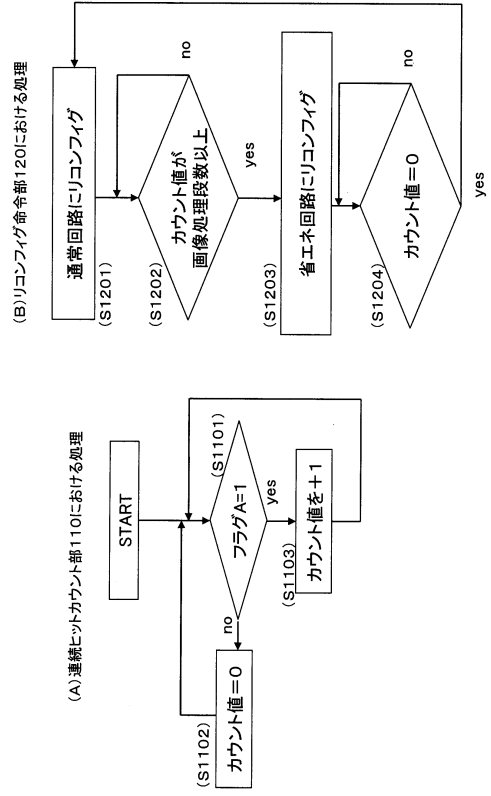 (A)連続ヒットカウント部110における処理
START
(S1101)
フラグA=1
no
yes
(S1102)
カウント値=0
(S1103)
カウント値を+1
(B)リコンフィグ命令部120における処理
通常回路にリコンフィグ
(S1201)
(S1202)
カウント値が
画像処理段数以上
no
yes
(S1203)
省エネ回路にリコンフィグ
(S1204)
カウント値=0
no
yes